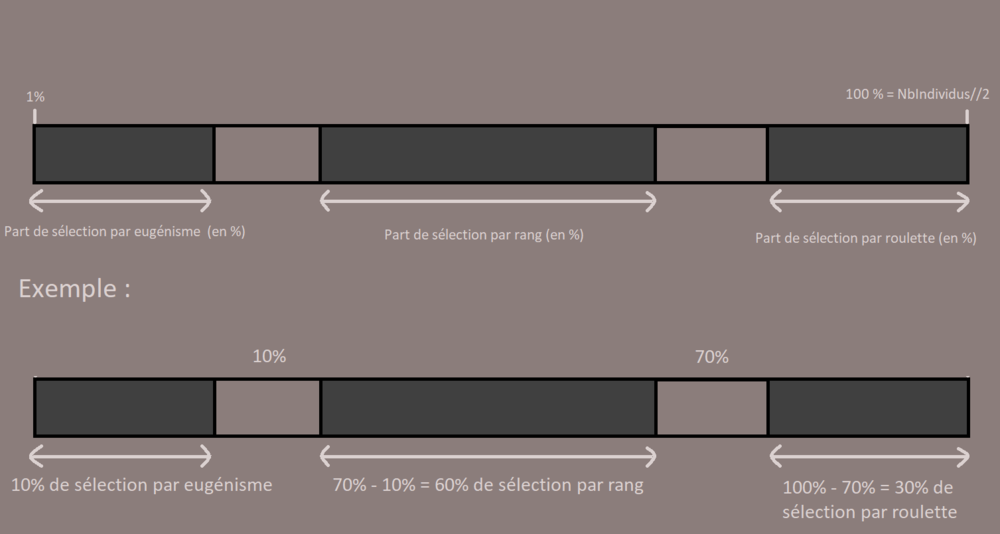 1%
100 % = NbIndividus//2
Part de sélection par eugénisme  (en %)
Part de sélection par rang (en %)
Part de sélection par roulette (en %)
Exemple :
10%
70%
10% de sélection par eugénisme
70% - 10% = 60% de sélection par rang
100% - 70% = 30% de
sélection par roulette